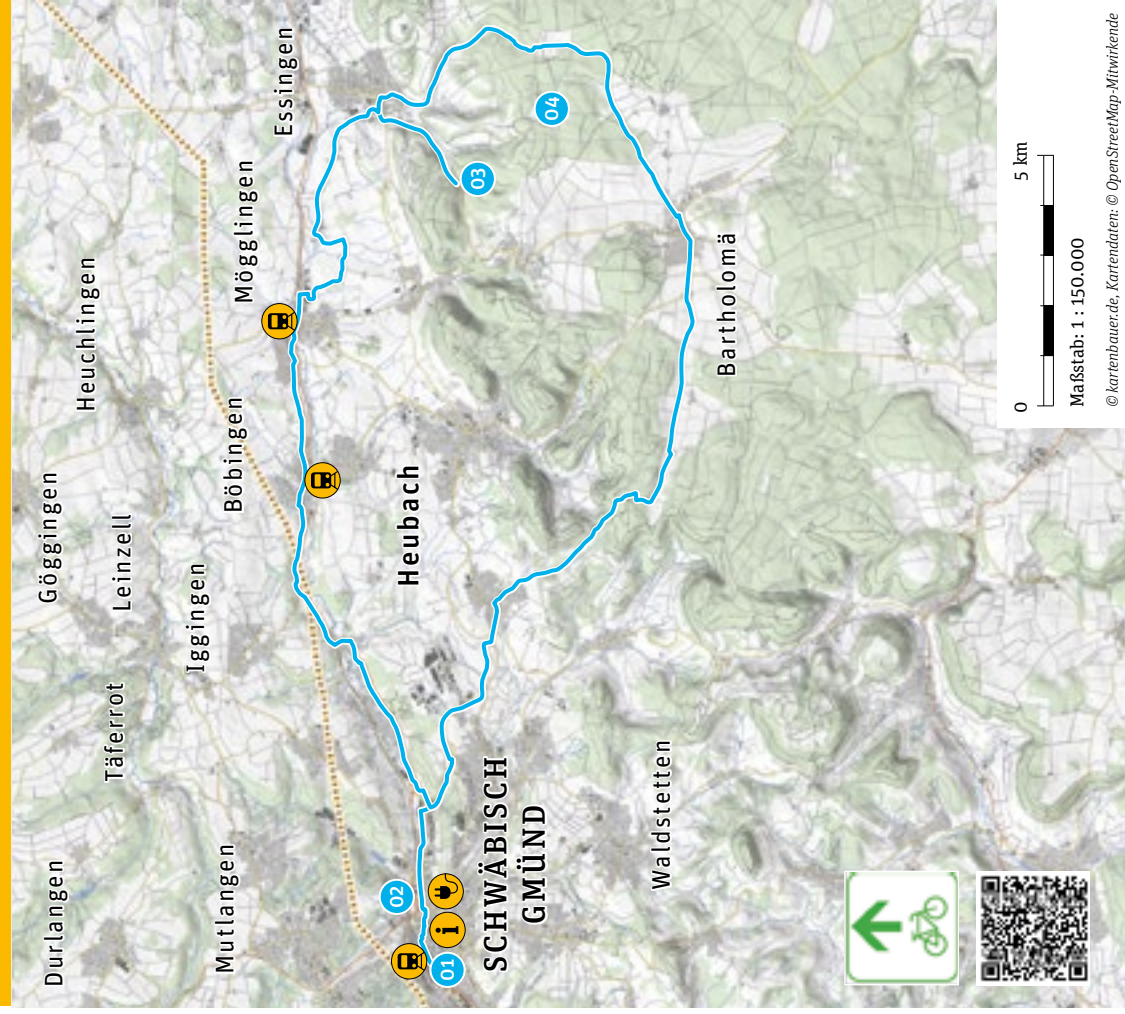 Göggingen
Durlangen
Heuchlingen
Täferrot
Leinzell
Iggingen
Mutlangen
Böbingen
Mögglingen
Essingen
02
Heubach
01
i
03
SCHWÄBISCH
GMÜND
04
Waldstetten
Bartholomä
0 5 km
Maßstab: 1 : 150.000
© kartenbauer.de, Kartendaten: © OpenStreetMap-Mitwirkende